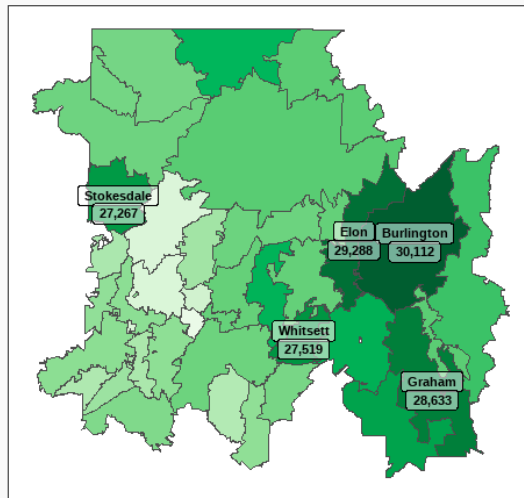 Stokesdale
27,267
Elon
29,288
Burlington
30,112
Whitsett
27,519
Graham
28,633